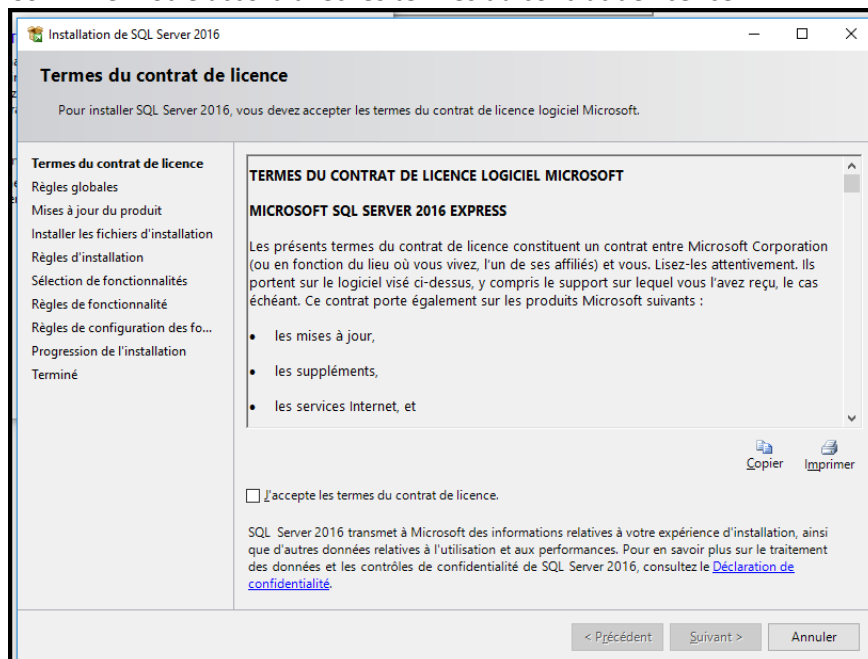 Installation de SQL Server 2016
Termes du contrat de licence
Pour installer SQL Server 2016, vous devez accepter les termes du contrat de licence logiciel Microsoft.
Termes du contrat de licence
Règles globales
Mises à jour du produit
Installer les fichiers d'installation
Règles d'installation
Sélection de fonctionnalités
Règles de fonctionnalité
Règles de configuration des fo...
Progression de l'installation
Terminé
TERMES DU CONTRAT DE LICENCE LOGICIEL MICROSOFT
MICROSOFT SQL SERVER 2016 EXPRESS
Les présents termes du contrat de licence constituent un contrat entre Microsoft Corporation
(ou en fonction du lieu où vous vivez, l'un de ses affiliés) et vous. Lisez-les attentivement. Ils
portent sur le logiciel visé ci-dessus, y compris le support sur lequel vous l'avez reçu, le cas
échéant. Ce contrat porte également sur les produits Microsoft suivants :
• les mises à jour,
• les suppléments,
• les services Internet, et
Copier Imprimer
J'accepte les termes du contrat de licence.
SQL Server 2016 transmet à Microsoft des informations relatives à votre expérience d'installation, ainsi
que d'autres données relatives à l'utilisation et aux performances. Pour en savoir plus sur le traitement
des données et les contrôles de confidentialité de SQL Server 2016, consultez le Déclaration de
confidentialité.
< Précédent Suivant > Annuler